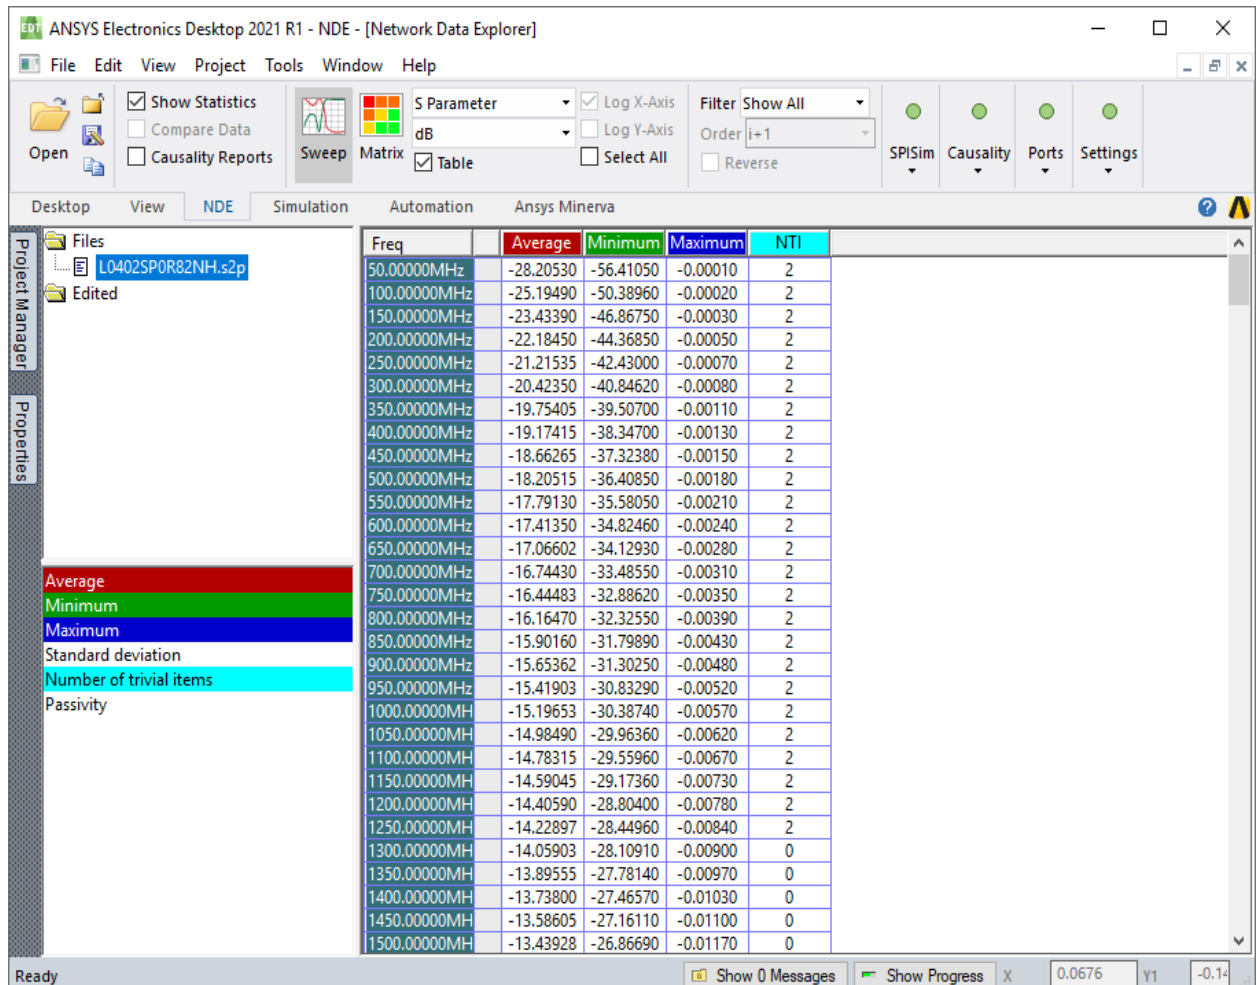 EDT ANSYS Electronics Desktop 2021 R1 - NDE - [Network Data Explorer]
File Edit View Project Tools Window Help
Open
Show Statistics
Compare Data
Causality Reports
Sweep
Matrix
S Parameter
dB
Table
Log X-Axis
Log Y-Axis
Select All
Filter Show All
Order i+1
Reverse
SPISim
Causality
Ports
Settings
Desktop View NDE Simulation Automation Ansys Minerva
Project Manager
Properties
Files
L0402SP0R82NH.s2p
Edited
Average
Minimum
Maximum
Standard deviation
Number of trivial items
Passivity
Freq Average Minimum Maximum NTI
50.00000MHz -28.20530 -56.41050 -0.00010 2
100.00000MHz -25.19490 -50.38960 -0.00020 2
150.00000MHz -23.43390 -46.86750 -0.00030 2
200.00000MHz -22.18450 -44.36850 -0.00050 2
250.00000MHz -21.21535 -42.43000 -0.00070 2
300.00000MHz -20.42350 -40.84620 -0.00080 2
350.00000MHz -19.75405 -39.50700 -0.00110 2
400.00000MHz -19.17415 -38.34700 -0.00130 2
450.00000MHz -18.66265 -37.32380 -0.00150 2
500.00000MHz -18.20515 -36.40850 -0.00180 2
550.00000MHz -17.79130 -35.58050 -0.00210 2
600.00000MHz -17.41350 -34.82460 -0.00240 2
650.00000MHz -17.06602 -34.12930 -0.00280 2
700.00000MHz -16.74430 -33.48550 -0.00310 2
750.00000MHz -16.44483 -32.88620 -0.00350 2
800.00000MHz -16.16470 -32.32550 -0.00390 2
850.00000MHz -15.90160 -31.79890 -0.00430 2
900.00000MHz -15.65362 -31.30250 -0.00480 2
950.00000MHz -15.41903 -30.83290 -0.00520 2
1000.00000MH -15.19653 -30.38740 -0.00570 2
1050.00000MH -14.98490 -29.96360 -0.00620 2
1100.00000MH -14.78315 -29.55960 -0.00670 2
1150.00000MH -14.59045 -29.17360 -0.00730 2
1200.00000MH -14.40590 -28.80400 -0.00780 2
1250.00000MH -14.22897 -28.44960 -0.00840 2
1300.00000MH -14.05903 -28.10910 -0.00900 0
1350.00000MH -13.89555 -27.78140 -0.00970 0
1400.00000MH -13.73800 -27.46570 -0.01030 0
1450.00000MH -13.58605 -27.16110 -0.01100 0
1500.00000MH -13.43928 -26.86690 -0.01170 0
Ready Show 0 Messages Show Progress X 0.0676 Y1 -0.14